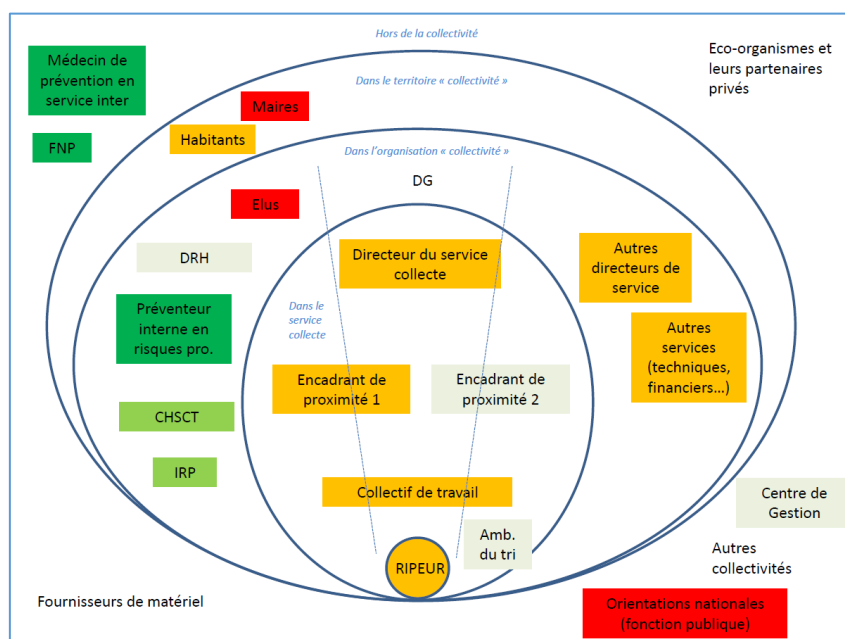 Hors de la collectivité
Médecin de
prévention en
service inter
Eco-organismes et
leurs partenaires
privés
Dans le territoire « collectivité »
Maires
Habitants
FNP
Dans l’organisation « collectivité »
DG
Elus
DRH
Directeur du service
collecte
Autres
directeurs de
service
Préventeur
interne en
risques pro.
Dans le
service
collecte
Autres
services
(techniques,
financiers…)
Encadrant de
proximité 1
Encadrant de
proximité 2
CHSCT
IRP
Collectif de travail
Centre de
Gestion
Amb.
du tri
RIPEUR
Autres
collectivités
Fournisseurs de matériel
Orientations nationales
(fonction publique)